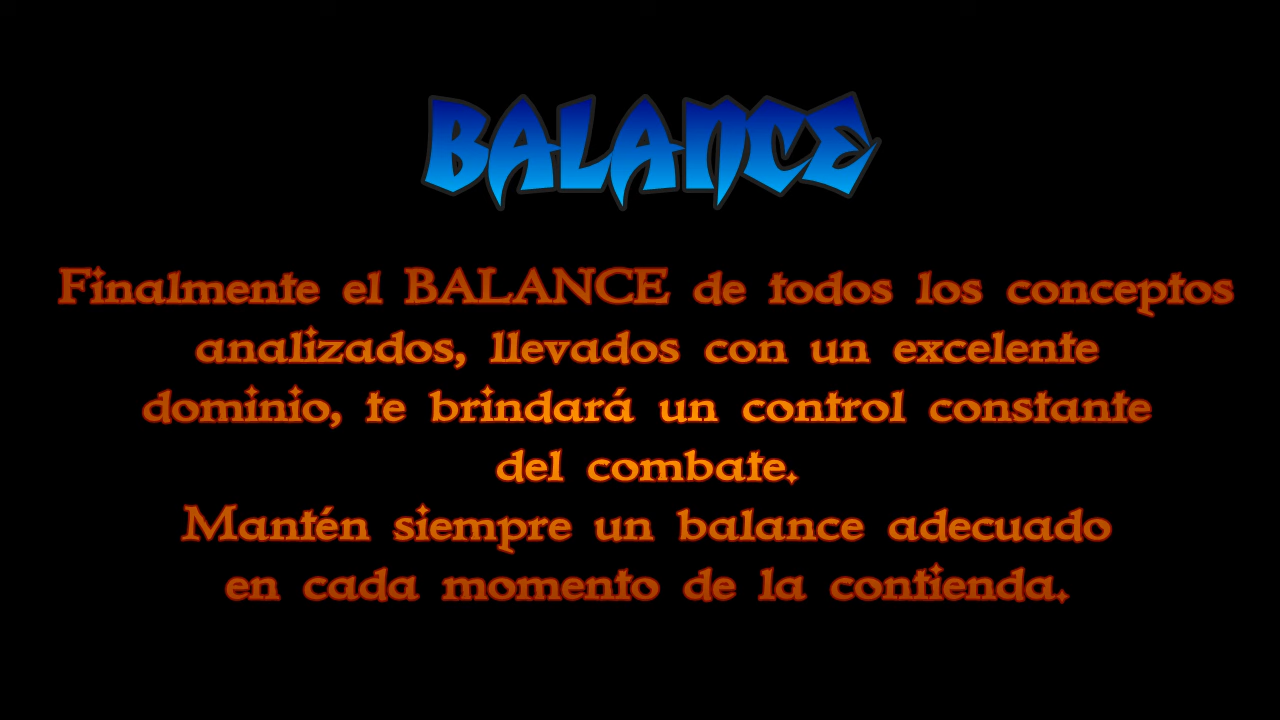 BALANCE
Finalmente el BALANCE de todos los conceptos
analizados, llevados con un excelente
dominio, te brindará un control constante
del combate.
Mantén siempre un balance adecuado
en cada momento de la contienda.